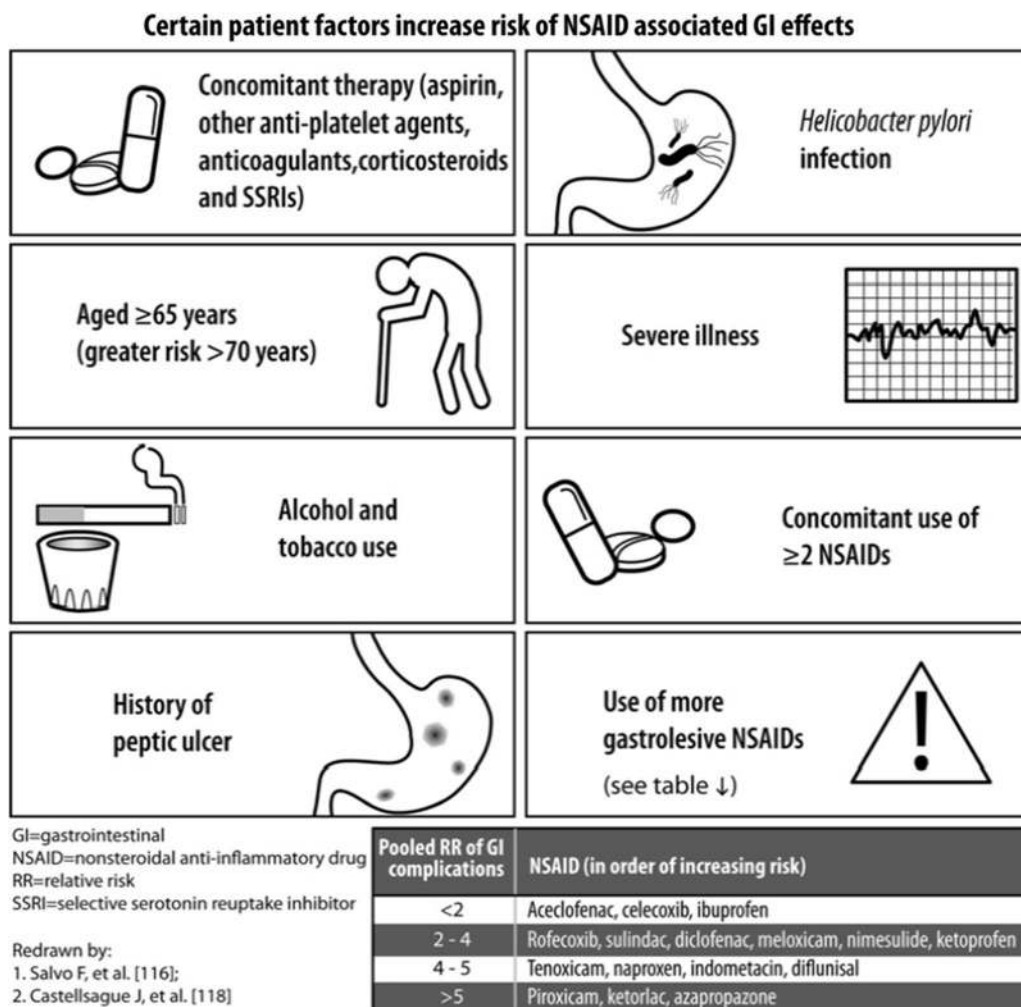 Certain patient factors increase risk of NSAID associated GI effects
Concomitant therapy (aspirin,
other anti-platelet agents,
anticoagulants,corticosteroids
and SSRIs)
Helicobacter pylori
infection
Aged ≥65 years
(greater risk >70 years)
Severe illness
Alcohol and
tobacco use
Concomitant use of
≥2 NSAIDs
History of
peptic ulcer
Use of more
gastrolesive NSAIDs
(see table ↓)
!
GI=gastrointestinal
NSAID=nonsteroidal anti-inflammatory drug
RR=relative risk
SSRI=selective serotonin reuptake inhibitor
Redrawn by:
1. Salvo F, et al. [116];
2. Castellsague J, et al. [118]
Pooled RR of GI
complications
NSAID (in order of increasing risk)
<2 Aceclofenac, celecoxib, ibuprofen
2 - 4 Rofecoxib, sulindac, diclofenac, meloxicam, nimesulide, ketoprofen
4 - 5 Tenoxicam, naproxen, indometacin, diflunisal
>5 Piroxicam, ketorlac, azapropazone